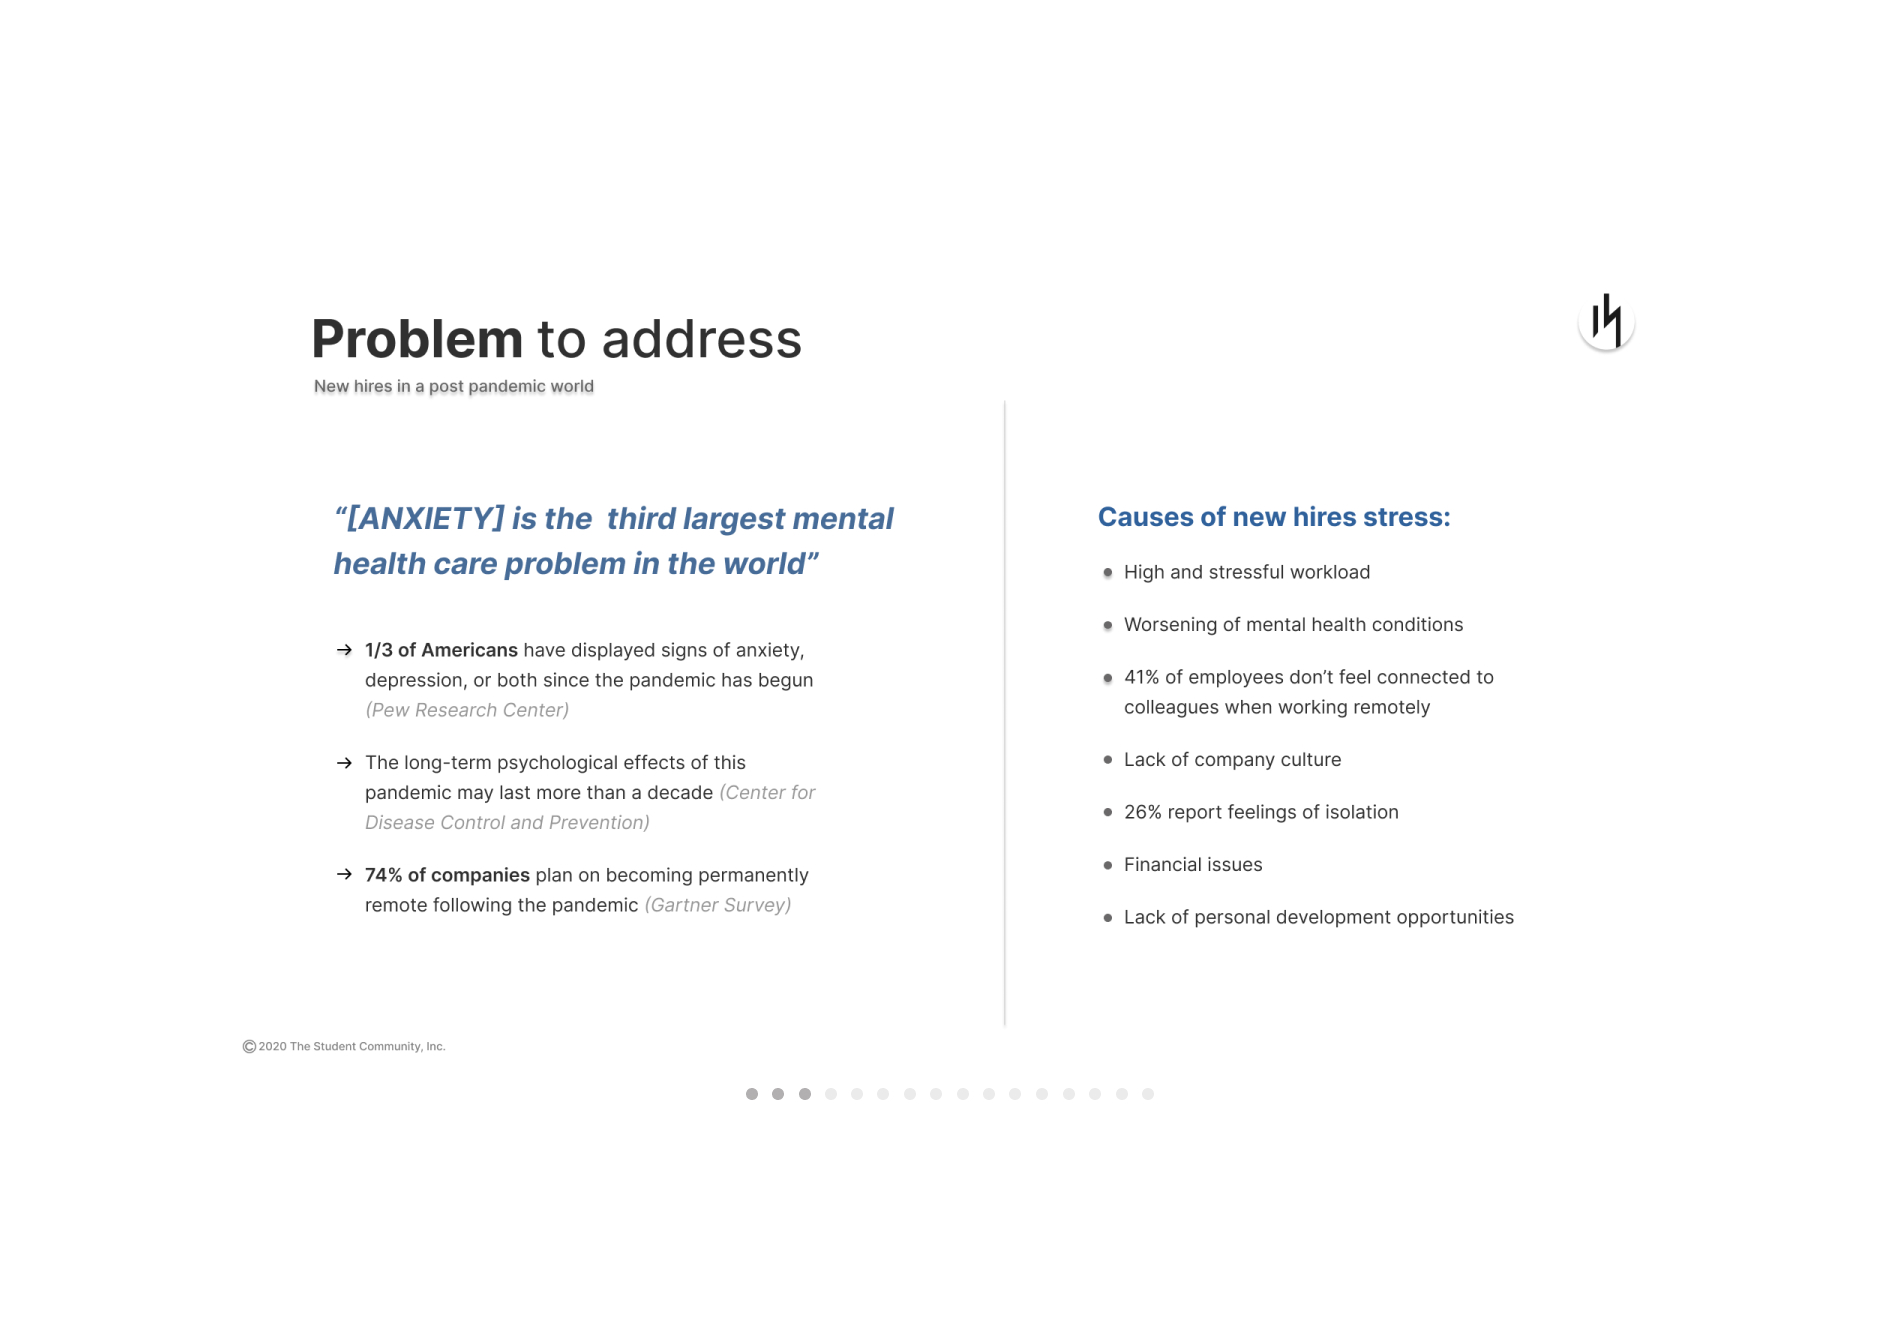 Problem to address
New hires in a post pandemic world
“[ANXIETY] is the third largest mental
health care problem in the world”
→ 1/3 of Americans have displayed signs of anxiety,
depression, or both since the pandemic has begun
(Pew Research Center)
→ The long-term psychological effects of this
pandemic may last more than a decade (Center for
Disease Control and Prevention)
→ 74% of companies plan on becoming permanently
remote following the pandemic (Gartner Survey)
Causes of new hires stress:
● High and stressful workload
● Worsening of mental health conditions
● 41% of employees don’t feel connected to
colleagues when working remotely
● Lack of company culture
● 26% report feelings of isolation
● Financial issues
● Lack of personal development opportunities
©2020 The Student Community, Inc.